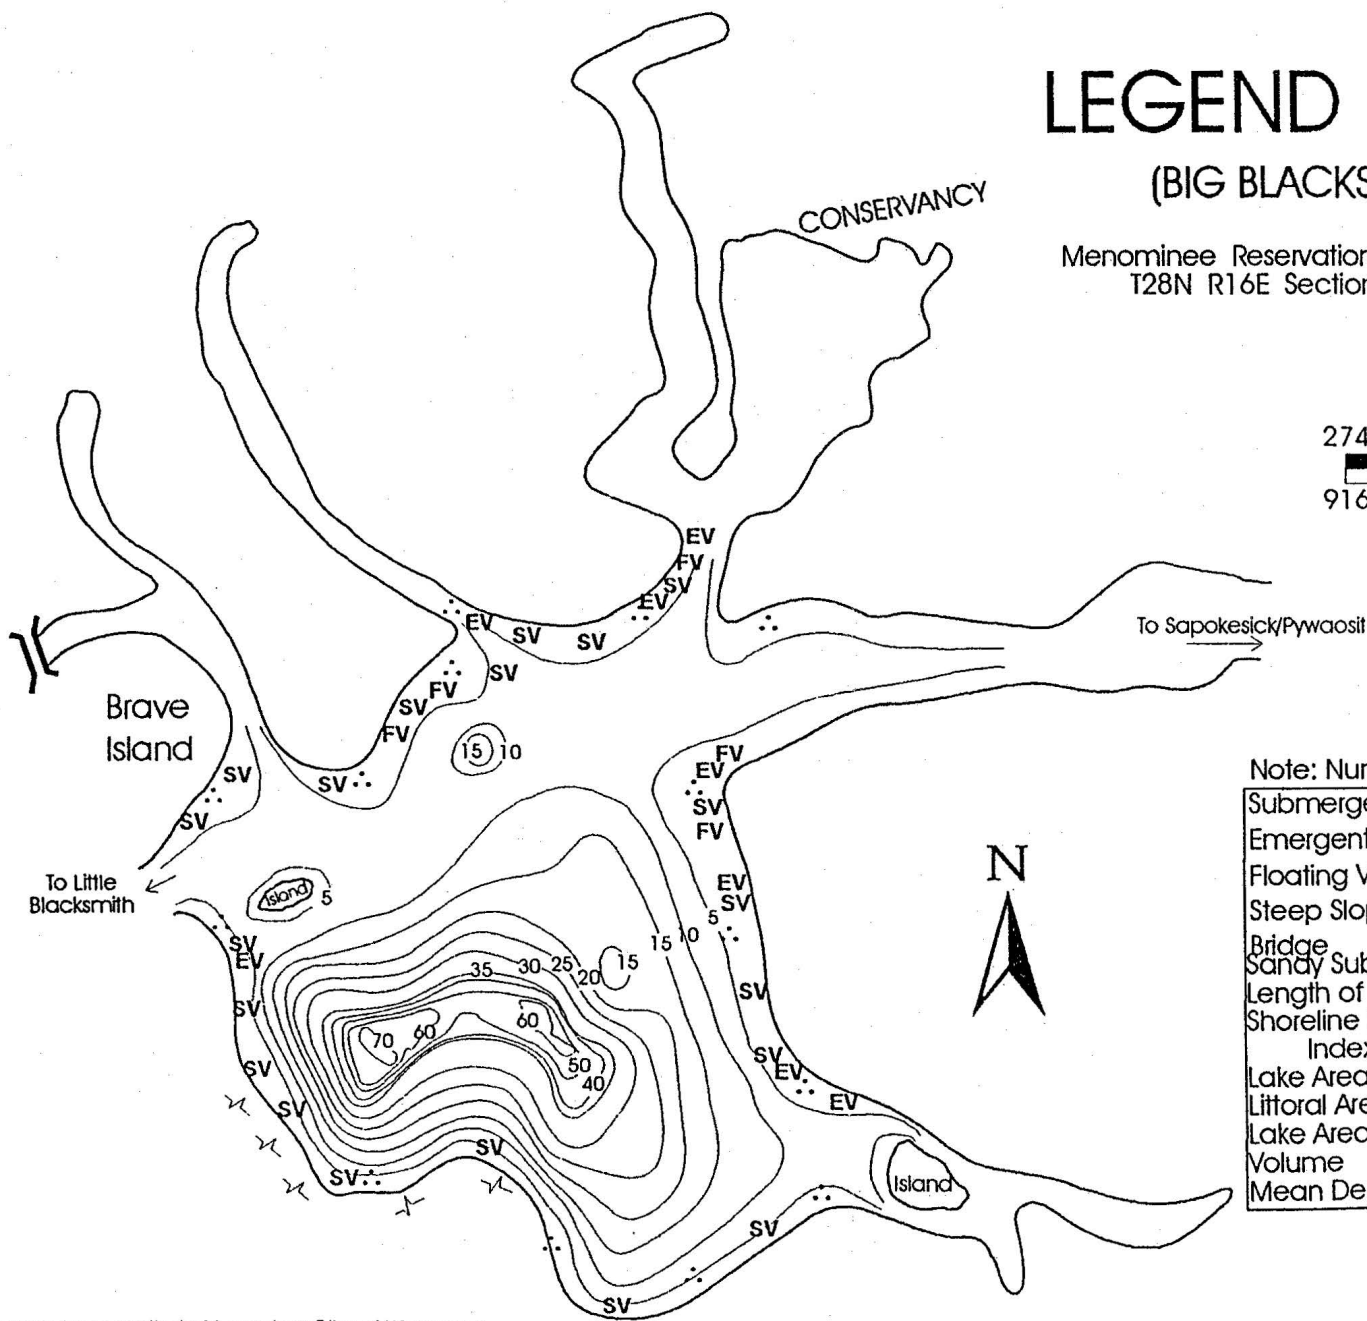 LEGEND
(BIG BLACKS
CONSERVANCY
Menominee Reservation
T28N R16E Section
274
916
EV
FV
SV
EV
EV
SV
SV
SV
FV
SV
FV
To Sapokesick/Pywaosit
Brave
Island
15 10
SV
SV
SV
FV
EV
SV
FV
To Little
Blacksmith
Island
5
EV
SV
5
N
SV
EV
15 10
35 30 25 20 15
SV
SV
70 60 60
50
40
SV
SV
EV
EV
SV
SV
SV
Island
SV
SV
Note: Nur
Submerge
Emergent
Floating V
Steep Slop
Bridge
Sandy Sub
Length of
Shoreline
Index
Lake Area
Littoral Are
Lake Area
Volume
Mean De